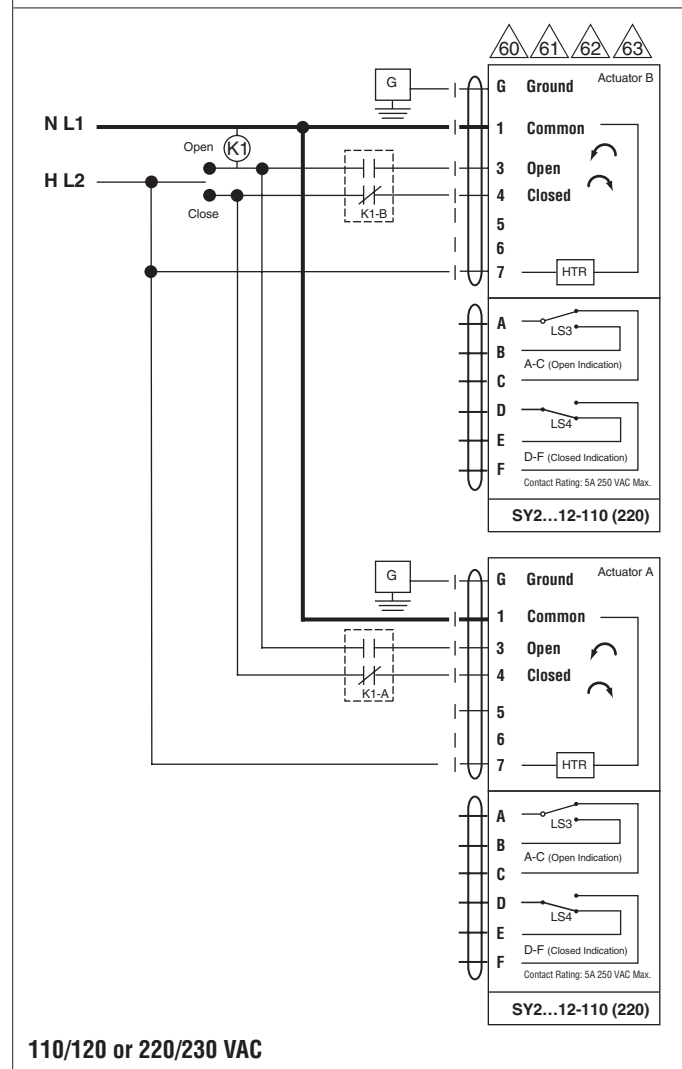 60 61 62 63
G
G Ground Actuator B
N L1
1 Common
Open K1
3 Open
H L2
4 Closed
Close
K1-B
5
6
7 HTR
A
LS3
B
A-C (Open Indication)
C
D
LS4
E
D-F (Closed Indication)
F
Contact Rating: 5A 250 VAC Max.
SY2...12-110 (220)
G
G Ground Actuator A
1 Common
3 Open
4 Closed
K1-A
5
6
7 HTR
A
LS3
B
A-C (Open Indication)
C
D
LS4
E
D-F (Closed Indication)
F
Contact Rating: 5A 250 VAC Max.
SY2...12-110 (220)
110/120 or 220/230 VAC